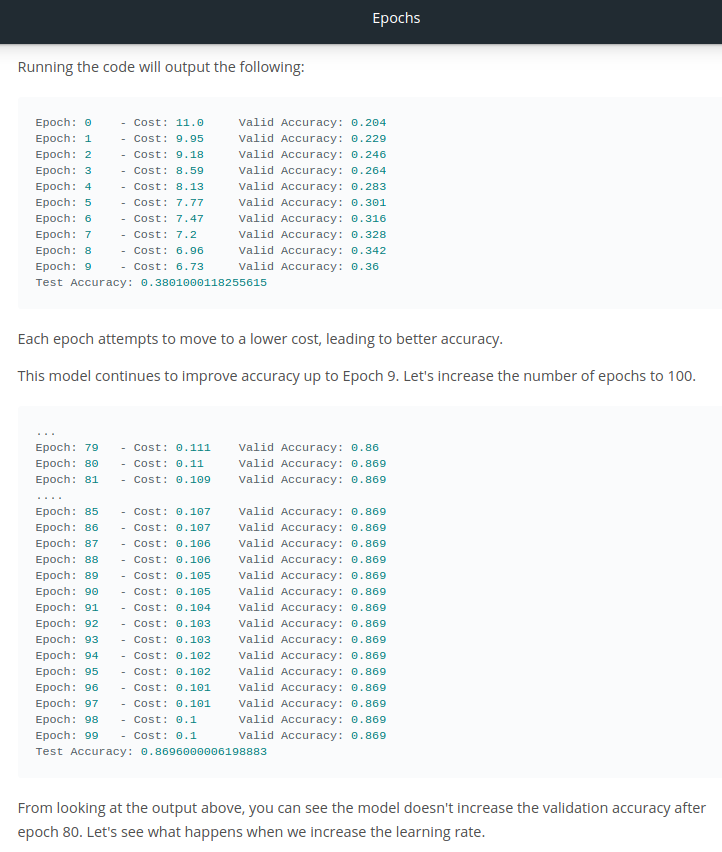 Epochs
Running the code will output the following:
Epoch: 0 - Cost: 11.0 Valid Accuracy: 0.204
Epoch: 1 - Cost: 9.95 Valid Accuracy: 0.229
Epoch: 2 - Cost: 9.18 Valid Accuracy: 0.246
Epoch: 3 - Cost: 8.59 Valid Accuracy: 0.264
Epoch: 4 - Cost: 8.13 Valid Accuracy: 0.283
Epoch: 5 - Cost: 7.77 Valid Accuracy: 0.301
Epoch: 6 - Cost: 7.47 Valid Accuracy: 0.316
Epoch: 7 - Cost: 7.2 Valid Accuracy: 0.328
Epoch: 8 - Cost: 6.96 Valid Accuracy: 0.342
Epoch: 9 - Cost: 6.73 Valid Accuracy: 0.36
Test Accuracy: 0.3801000118255615
Each epoch attempts to move to a lower cost, leading to better accuracy.
This model continues to improve accuracy up to Epoch 9. Let's increase the number of epochs to 100.
...
Epoch: 79 - Cost: 0.111 Valid Accuracy: 0.86
Epoch: 80 - Cost: 0.11 Valid Accuracy: 0.869
Epoch: 81 - Cost: 0.109 Valid Accuracy: 0.869
....
Epoch: 85 - Cost: 0.107 Valid Accuracy: 0.869
Epoch: 86 - Cost: 0.107 Valid Accuracy: 0.869
Epoch: 87 - Cost: 0.106 Valid Accuracy: 0.869
Epoch: 88 - Cost: 0.106 Valid Accuracy: 0.869
Epoch: 89 - Cost: 0.105 Valid Accuracy: 0.869
Epoch: 90 - Cost: 0.105 Valid Accuracy: 0.869
Epoch: 91 - Cost: 0.104 Valid Accuracy: 0.869
Epoch: 92 - Cost: 0.103 Valid Accuracy: 0.869
Epoch: 93 - Cost: 0.103 Valid Accuracy: 0.869
Epoch: 94 - Cost: 0.102 Valid Accuracy: 0.869
Epoch: 95 - Cost: 0.102 Valid Accuracy: 0.869
Epoch: 96 - Cost: 0.101 Valid Accuracy: 0.869
Epoch: 97 - Cost: 0.101 Valid Accuracy: 0.869
Epoch: 98 - Cost: 0.1 Valid Accuracy: 0.869
Epoch: 99 - Cost: 0.1 Valid Accuracy: 0.869
Test Accuracy: 0.8696000006198883
From looking at the output above, you can see the model doesn't increase the validation accuracy after
epoch 80. Let's see what happens when we increase the learning rate.